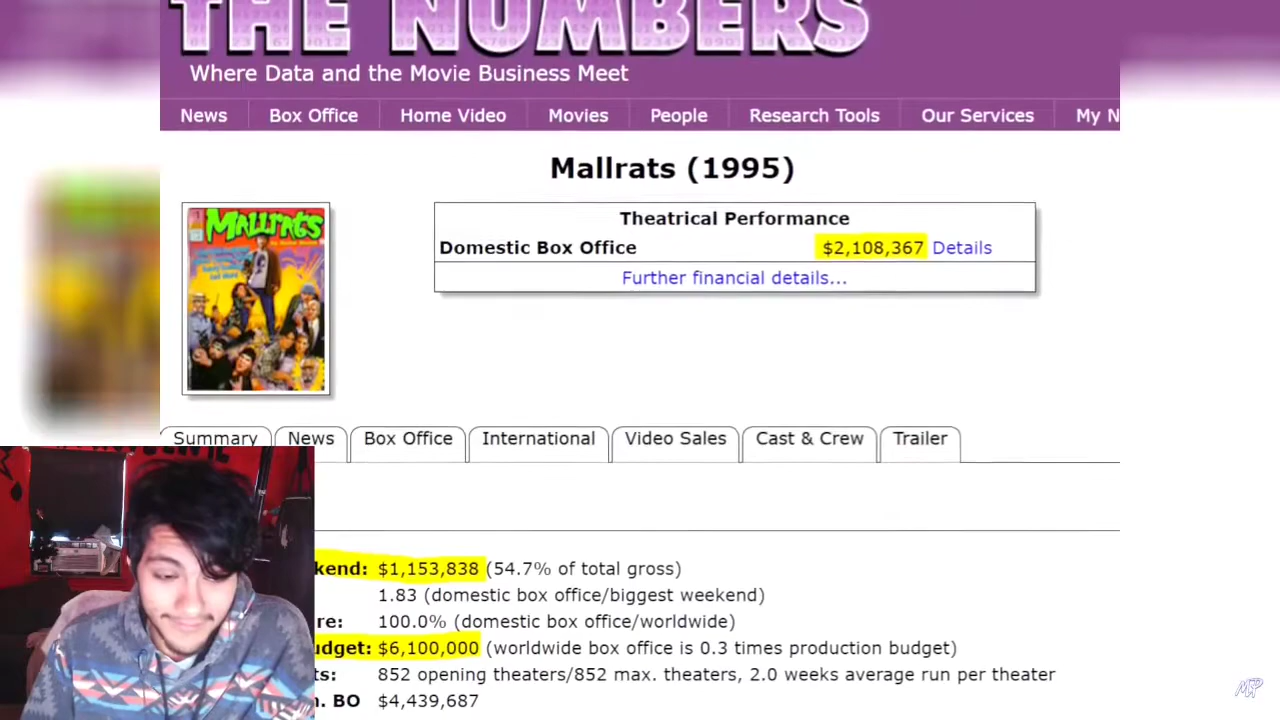 THE NUMBERS
Where Data and the Movie Business Meet
News Box Office Home Video Movies People Research Tools Our Services My N
Mallrats (1995)
MALLRATS
Theatrical Performance
Domestic Box Office $2,108,367 Details
Further financial details...
Summary News Box Office International Video Sales Cast & Crew Trailer
kend: $1,153,838 (54.7% of total gross)
1.83 (domestic box office/biggest weekend)
re: 100.0% (domestic box office/worldwide)
udget: $6,100,000 (worldwide box office is 0.3 times production budget)
ts: 852 opening theaters/852 max. theaters, 2.0 weeks average run per theater
. BO $4,439,687